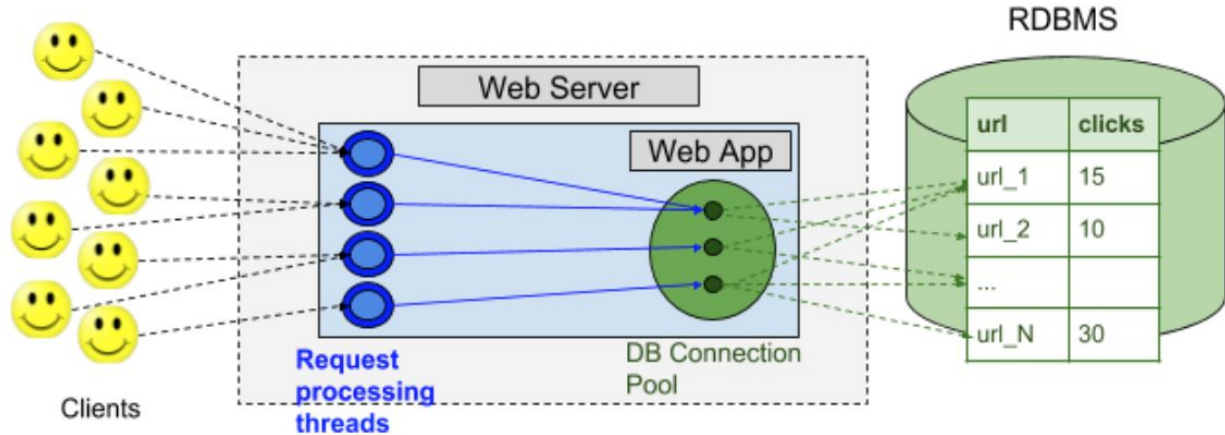 RDBMS
Web Server
Web App
url clicks
url_1 15
url_2 10
...
url_N 30
Request
processing
threads
DB Connection
Pool
Clients